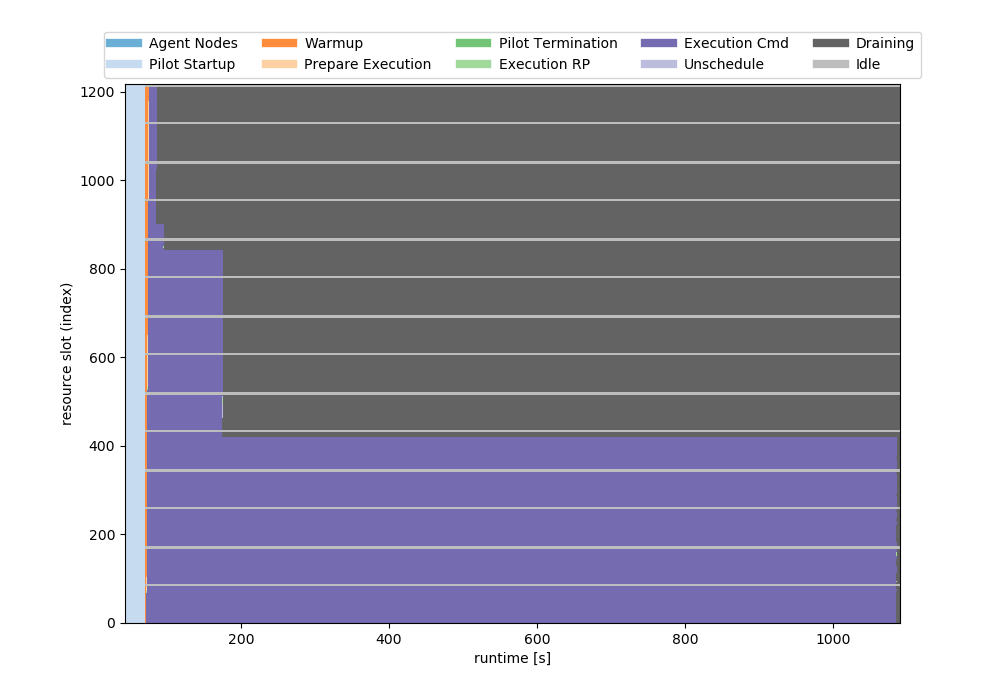 Agent Nodes Warmup Pilot Termination Execution Cmd Draining
Pilot Startup Prepare Execution Execution RP Unschedule Idle
1200
1000
800
600
400
200
0
resource slot (index)
200 400 600 800 1000
runtime [s]